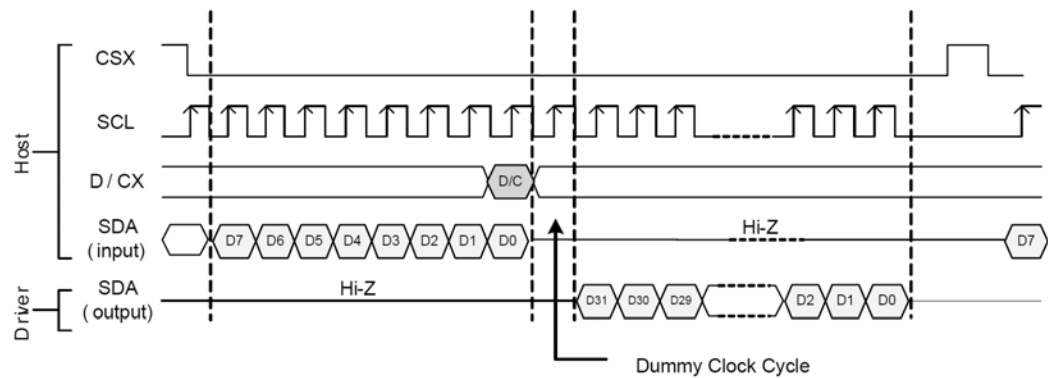 CSX
SCL
D / CX
D/C
Host
SDA
( input)
D7 D6 D5 D4 D3 D2 D1 D0
Hi-Z
D7
Driver
SDA
( output)
Hi-Z
D31 D30 D29
D2 D1 D0
Dummy Clock Cycle